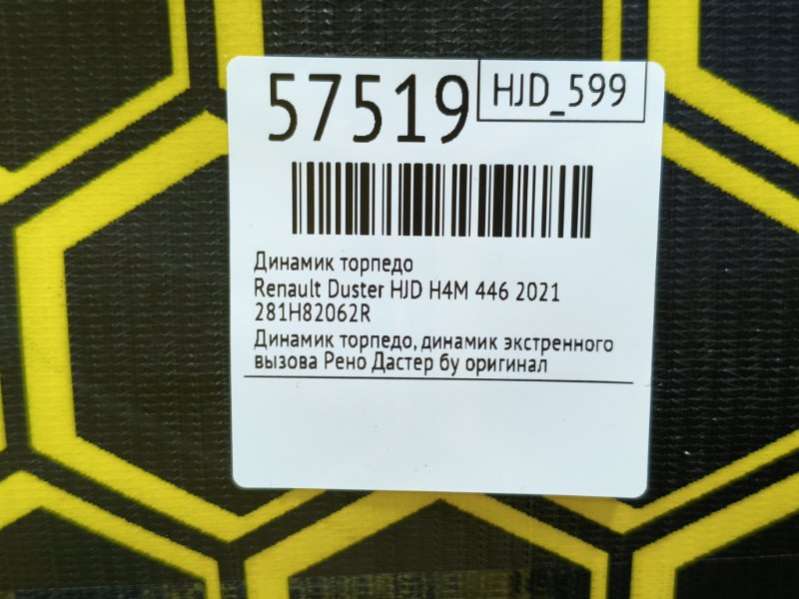 57519
HJD_599
Динамик торпедо
Renault Duster HJD H4M 446 2021
281H82062R
Динамик торпедо, динамик экстренного
вызова Рено Дастер бу оригинал